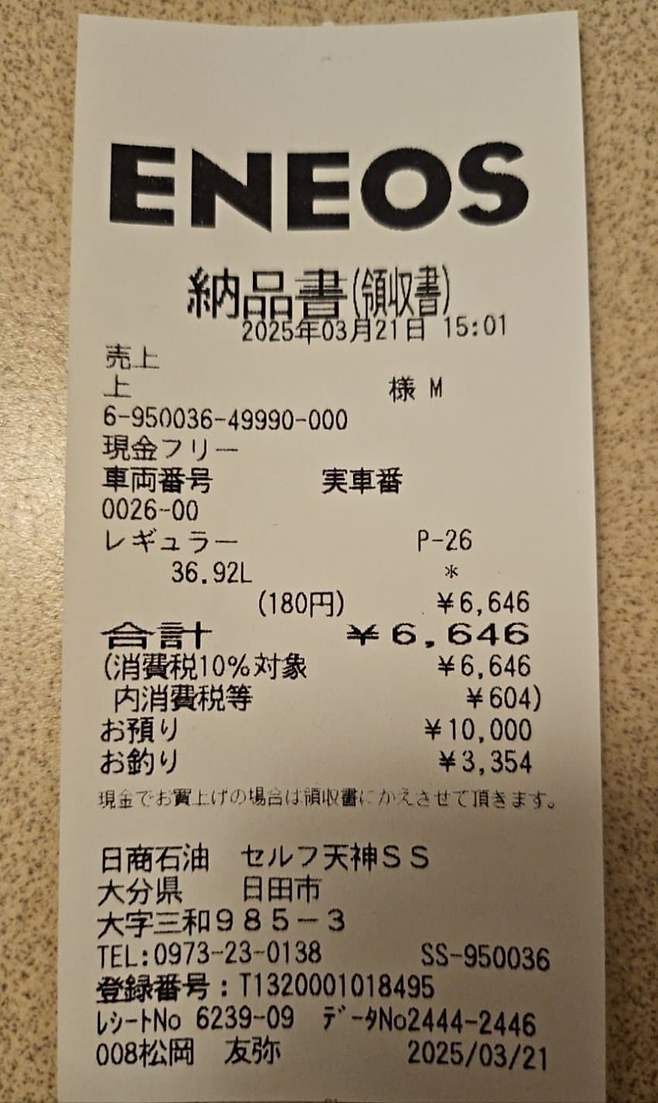 ENEOS
納品書(領収書)
2025年03月21日 15:01
売上
上 様 M
6-950036-49990-000
現金フリー
車両番号 実車番
0026-00
レギュラー P-26
36.92L *
(180円) ¥6,646
合計 ¥6,646
(消費税10%対象 ¥6,646
内消費税等 ¥604)
お預り ¥10,000
お釣り ¥3,354
現金でお買上げの場合は領収書にかえさせて頂きます。
日商石油 セルフ天神SS
大分県 日田市
大字三和985-3
TEL:0973-23-0138 SS-950036
登録番号:T1320001018495
レシートNo 6239-09 データNo2444-2446
008松岡 友弥 2025/03/21